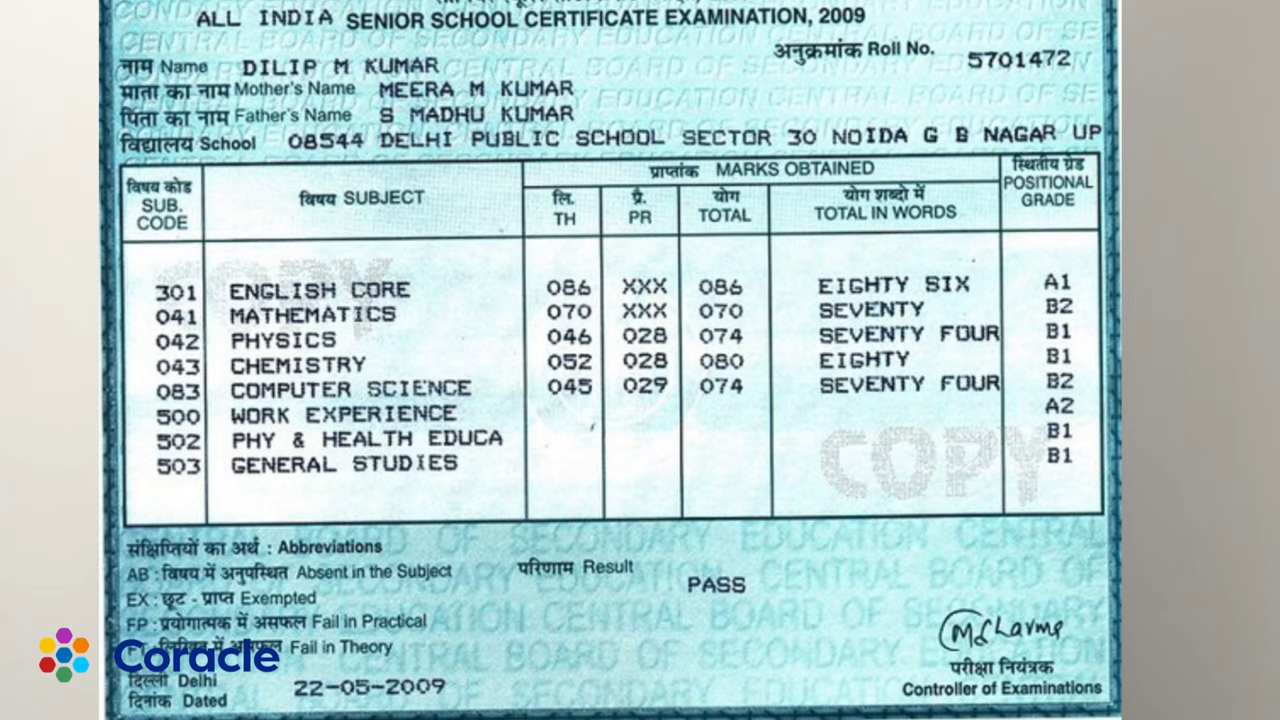 ALL INDIA SENIOR SCHOOL CERTIFICATE EXAMINATION, 2009
अनुक्रमांक Roll No. 5701472
नाम Name DILIP M KUMAR
माता का नाम Mother's Name MEERA M KUMAR
पिता का नाम Father's Name S MADHU KUMAR
विद्यालय School 08544 DELHI PUBLIC SCHOOL SECTOR 30 NOIDA G B NAGAR UP
विषय कोड SUB. CODE विषय SUBJECT प्राप्तांक MARKS OBTAINED स्थितीय ग्रेड POSITIONAL GRADE
लि. TH प्रै. PR योग TOTAL योग शब्दो में TOTAL IN WORDS
301 ENGLISH CORE 086 XXX 086 EIGHTY SIX A1
041 MATHEMATICS 070 XXX 070 SEVENTY B2
042 PHYSICS 046 028 074 SEVENTY FOUR B1
043 CHEMISTRY 052 028 080 EIGHTY B1
083 COMPUTER SCIENCE 045 029 074 SEVENTY FOUR B2
500 WORK EXPERIENCE A2
502 PHY & HEALTH EDUCA B1
503 GENERAL STUDIES B1
COPY
COPY
संक्षिप्तियों का अर्थ : Abbreviations
AB : विषय में अनुपस्थित Absent in the Subject
परिणाम Result PASS
EX : छूट - प्राप्त Exempted
FP : प्रयोगात्मक में असफल Fail in Practical
FT : लिखित में असफल Fail in Theory
Coracle
दिल्ली Delhi
दिनांक Dated 22-05-2009
परीक्षा नियंत्रक
Controller of Examinations